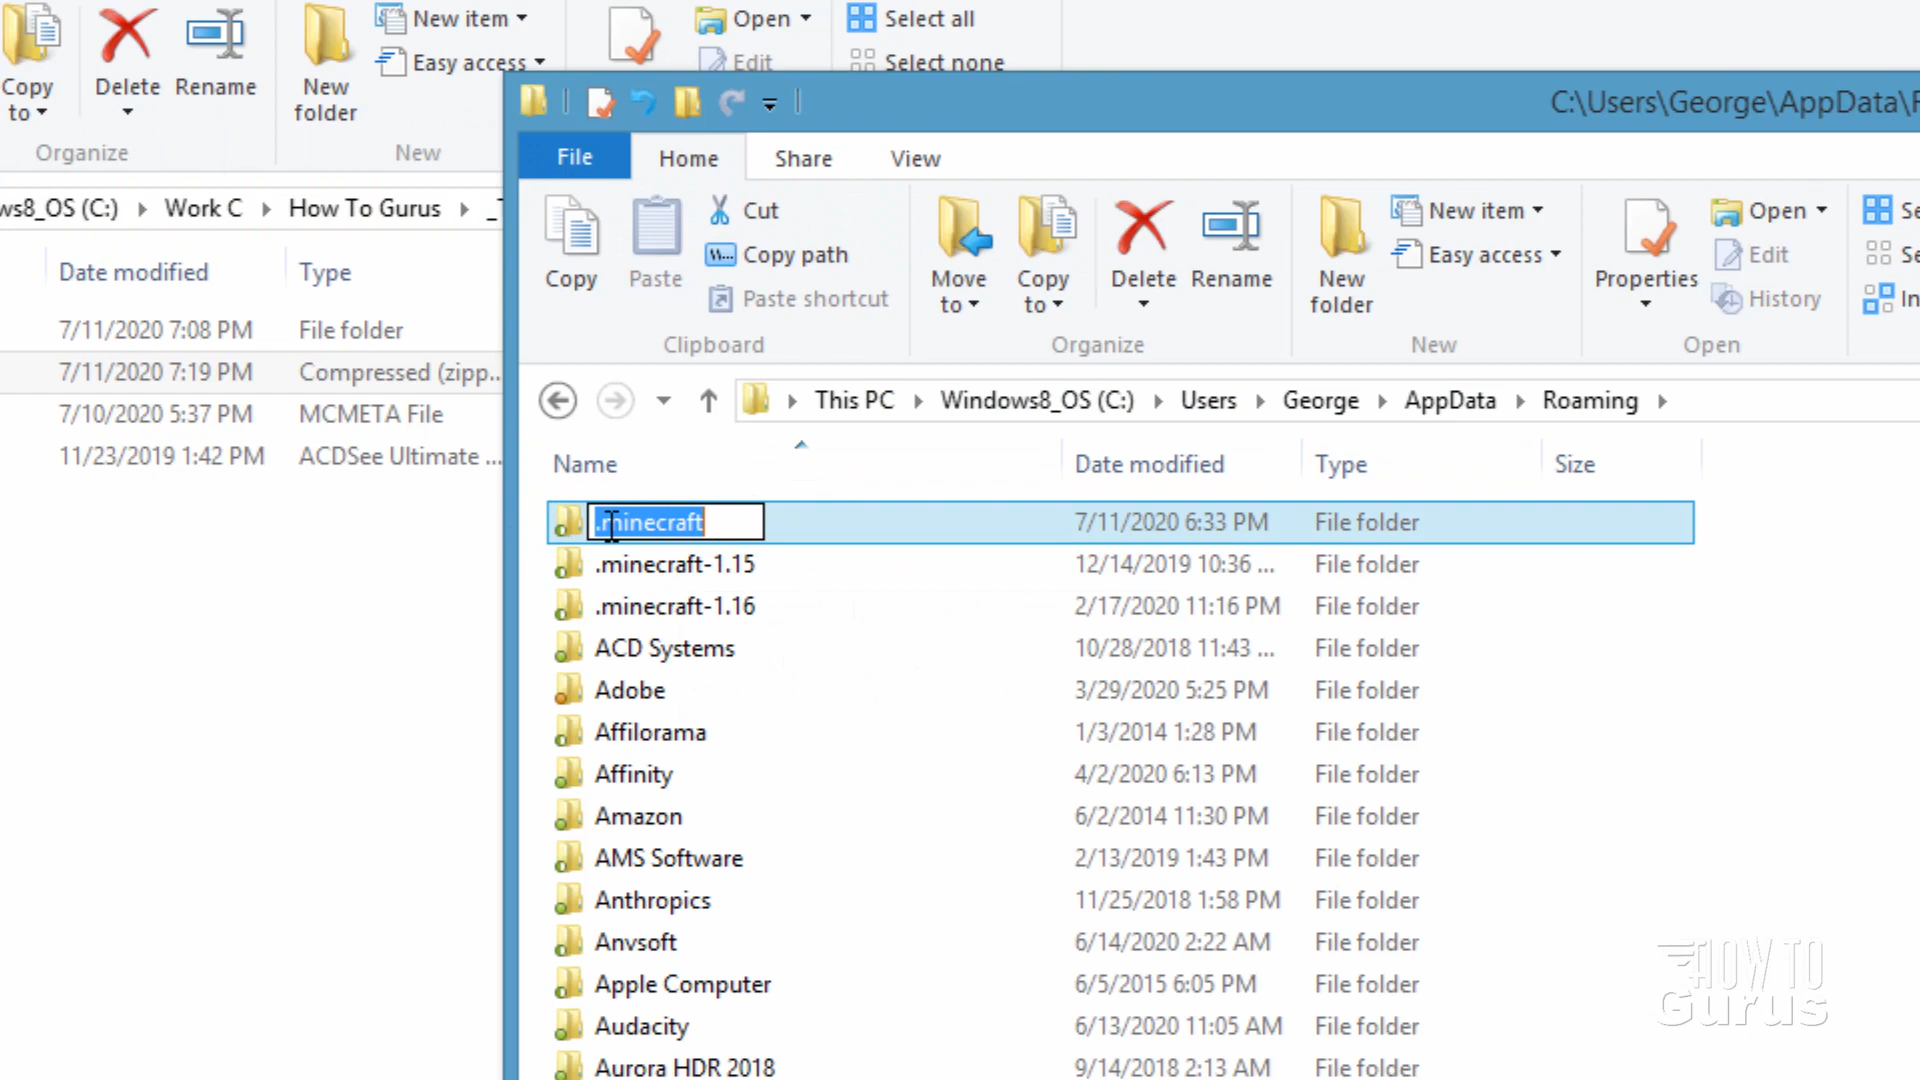 New item
Open
Select all
Easy access
Edit
Select none
Copy to
Delete
Rename
New folder
Organize
New
ws8_OS (C:) Work C How To Gurus
Date modified Type
7/11/2020 7:08 PM File folder
7/11/2020 7:19 PM Compressed (zipp...
7/10/2020 5:37 PM MCMETA File
11/23/2019 1:42 PM ACDSee Ultimate ...
C:\Users\George\AppData\
File Home Share View
Copy
Paste
Cut
Copy path
Paste shortcut
Clipboard
Move to
Copy to
Delete
Rename
Organize
New folder
New item
Easy access
New
Properties
Open
Edit
History
Open
This PC Windows8_OS (C:) Users George AppData Roaming
Name Date modified Type Size
.minecraft 7/11/2020 6:33 PM File folder
.minecraft-1.15 12/14/2019 10:36 ... File folder
.minecraft-1.16 2/17/2020 11:16 PM File folder
ACD Systems 10/28/2018 11:43 ... File folder
Adobe 3/29/2020 5:25 PM File folder
Affilorama 1/3/2014 1:28 PM File folder
Affinity 4/2/2020 6:13 PM File folder
Amazon 6/2/2014 11:30 PM File folder
AMS Software 2/13/2019 1:43 PM File folder
Anthropics 11/25/2018 1:58 PM File folder
Anvsoft 6/14/2020 2:22 AM File folder
Apple Computer 6/5/2015 6:05 PM File folder
Audacity 6/13/2020 11:05 AM File folder
Aurora HDR 2018 9/14/2018 2:13 AM File folder
HOW TO
Gurus